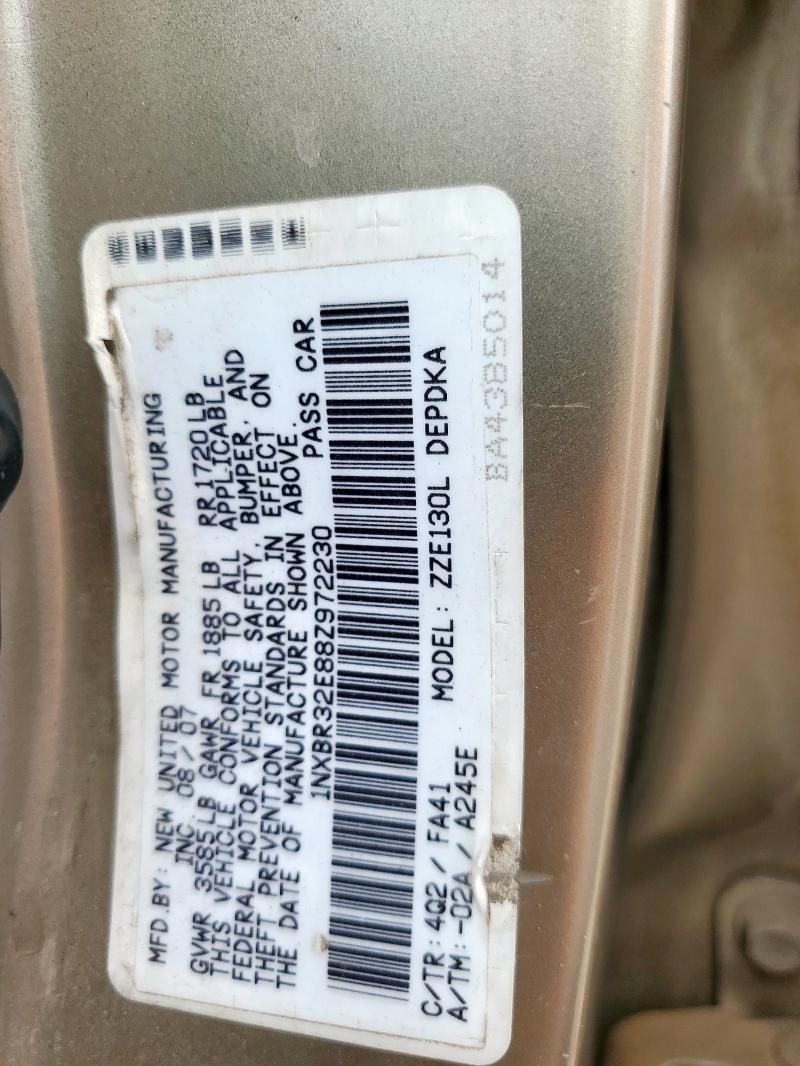 MFD.BY: NEW UNITED MOTOR MANUFACTURING
INC. 08/07
GVWR 3585LB GAWR FR 1885LB RR1720LB
THIS VEHICLE CONFORMS TO ALL APPLICABLE
FEDERAL MOTOR VEHICLE SAFETY, BUMPER, AND
THEFT PREVENTION STANDARDS IN EFFECT ON
THE DATE OF MANUFACTURE SHOWN ABOVE.
1NXBR32E88Z972230 PASS CAR
C/TR: 4Q2/FA41 MODEL: ZZE130L DEPDKA
A/TM:-02A/A245E
BA43B5014